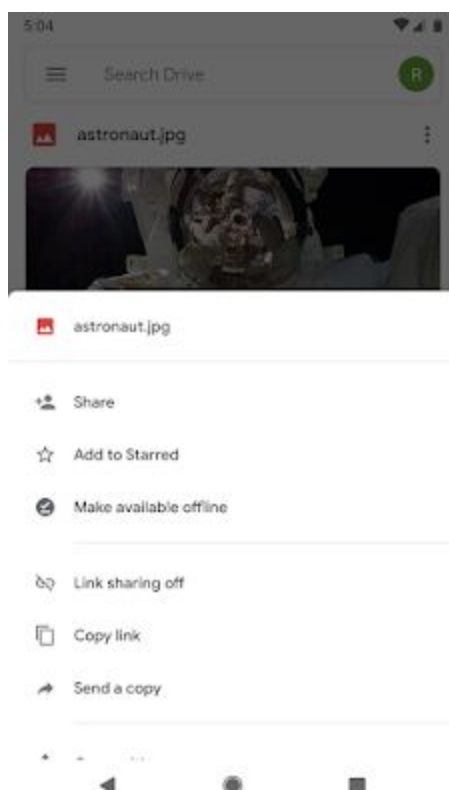 5:04
Search Drive
R
astronaut.jpg
astronaut.jpg
Share
Add to Starred
Make available offline
Link sharing off
Copy link
Send a copy